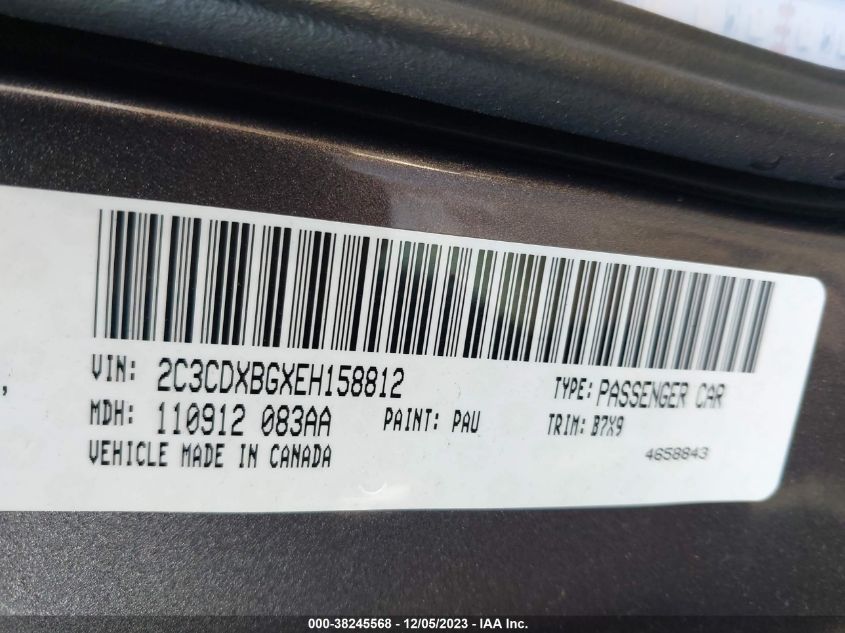 VIN: 2C3CDXBGXEH158812 TYPE: PASSENGER CAR
MDH: 110912 083AA PAINT: PAU TRIM: B7X9
VEHICLE MADE IN CANADA 4658843
000-38245568 - 12/05/2023 - IAA Inc.